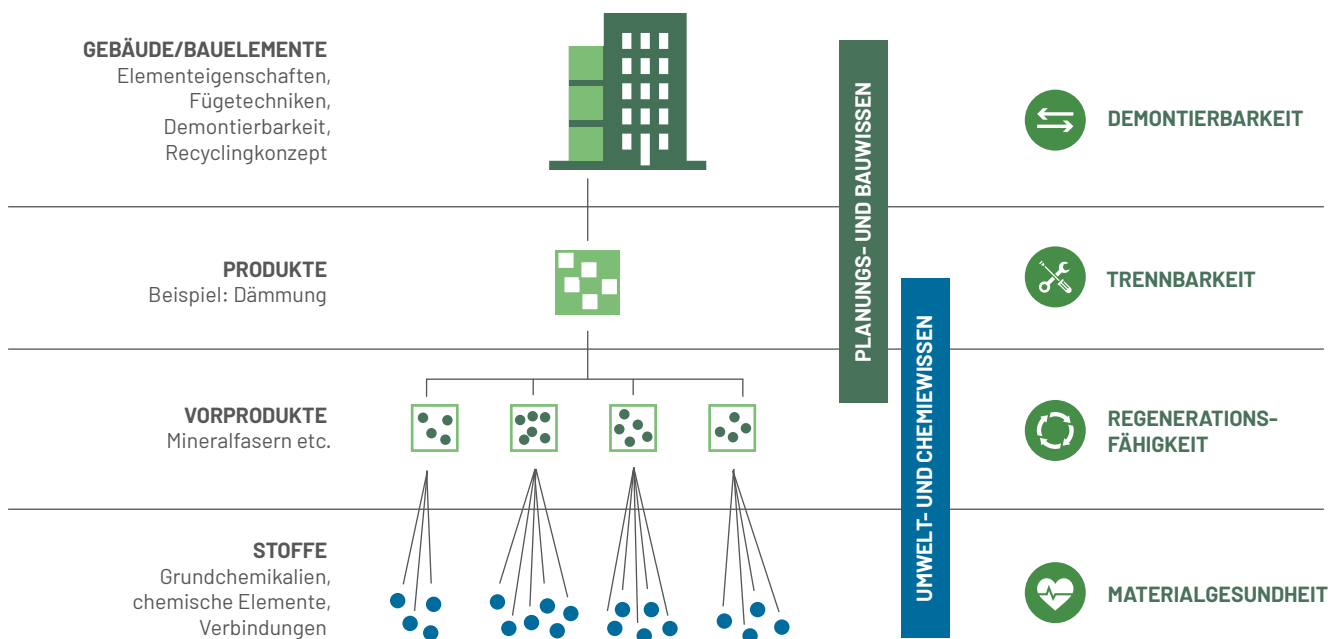 GEBÄUDE/BAUELEMENTE
Elementeigenschaften,
Fügetechniken,
Demontierbarkeit,
Recyclingkonzept
DEMONTIERBARKEIT
PLANUNGS- UND BAUWISSEN
PRODUKTE
Beispiel: Dämmung
TRENNBARKEIT
UMWELT- UND CHEMIEWISSEN
VORPRODUKTE
Mineralfasern etc.
REGENERATIONS-
FÄHIGKEIT
STOFFE
Grundchemikalien,
chemische Elemente,
Verbindungen
MATERIALGESUNDHEIT